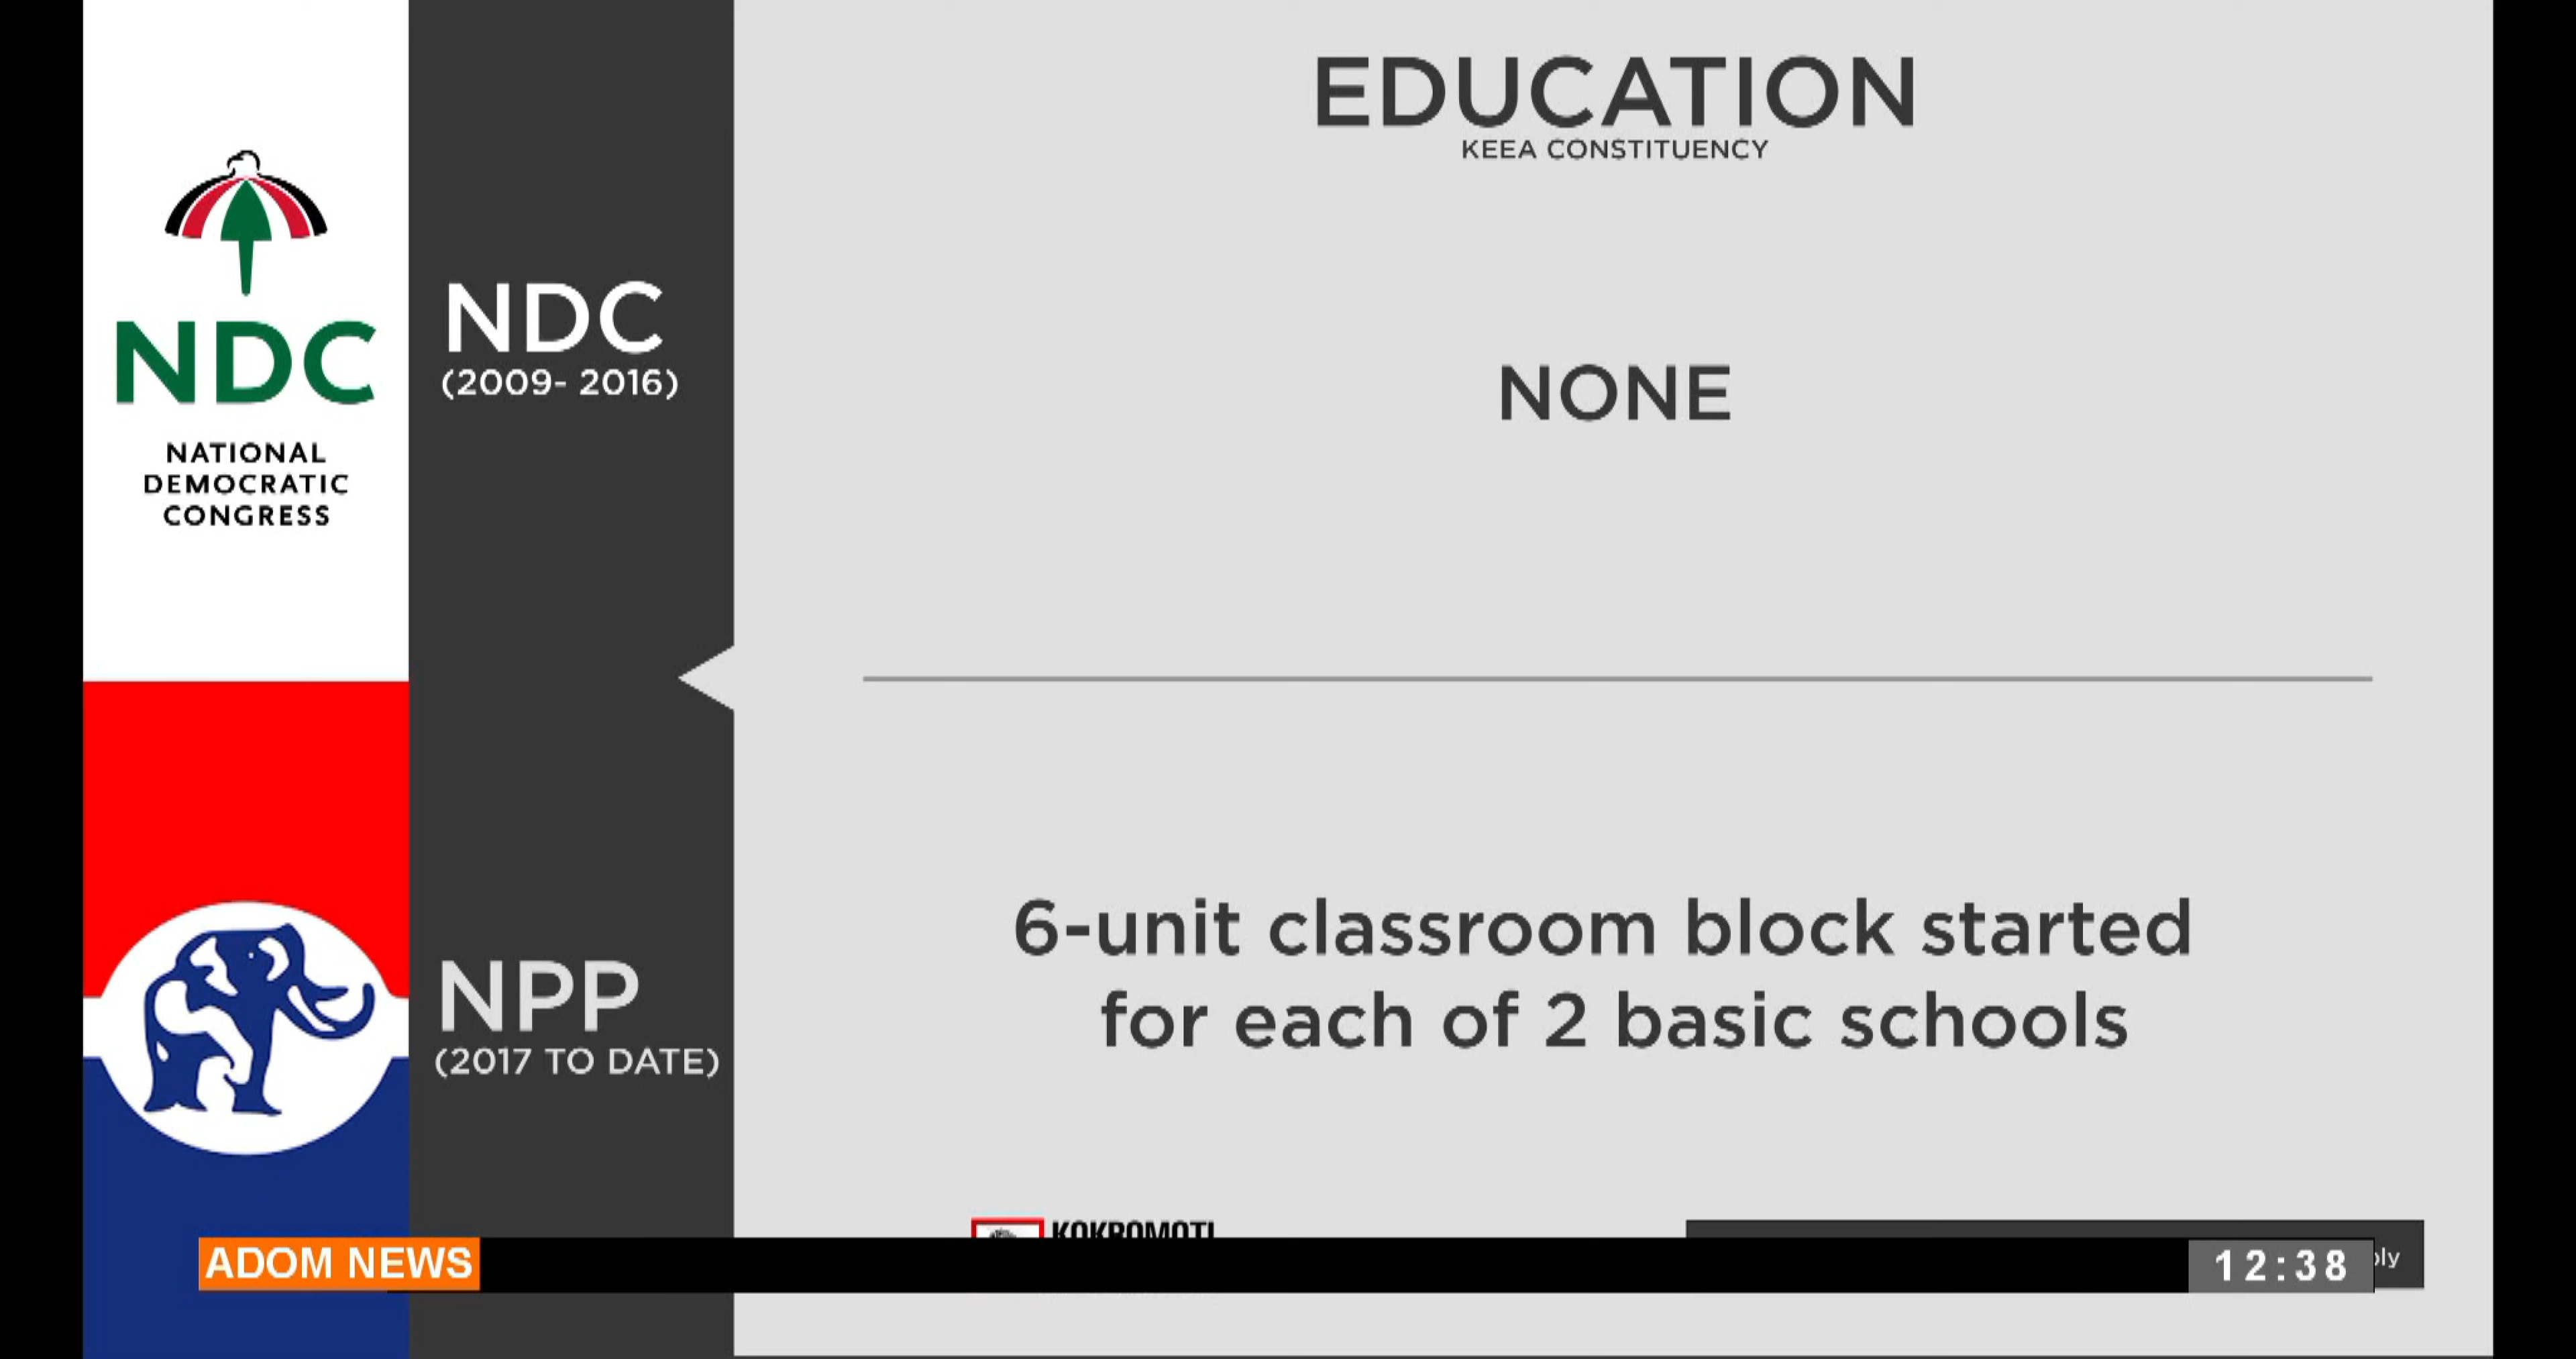 EDUCATION
KEEA CONSTITUENCY
NDC
NATIONAL
DEMOCRATIC
CONGRESS
NDC
(2009- 2016)
NONE
NPP
(2017 TO DATE)
6-unit classroom block started
for each of 2 basic schools
KOKROMOTI
ADOM NEWS
12:38